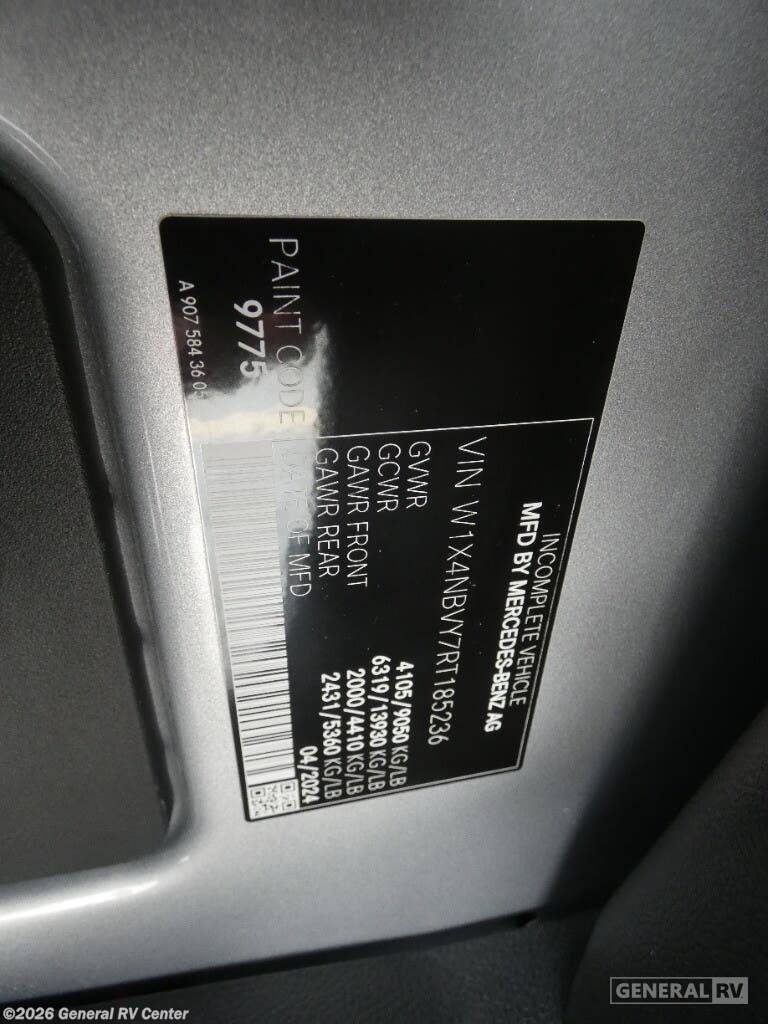 INCOMPLETE VEHICLE
MFD BY MERCEDES-BENZ AG
VIN W1X4NBVY7RT185236
GVWR 4105/9050 KG/LB
GCWR 6319/13930 KG/LB
GAWR FRONT 2000/4410 KG/LB
GAWR REAR 2431/5360 KG/LB
DATE OF MFD 04/2024
PAINT CODE
9775
A 907 584 36 05
©2026 General RV Center
GENERAL RV